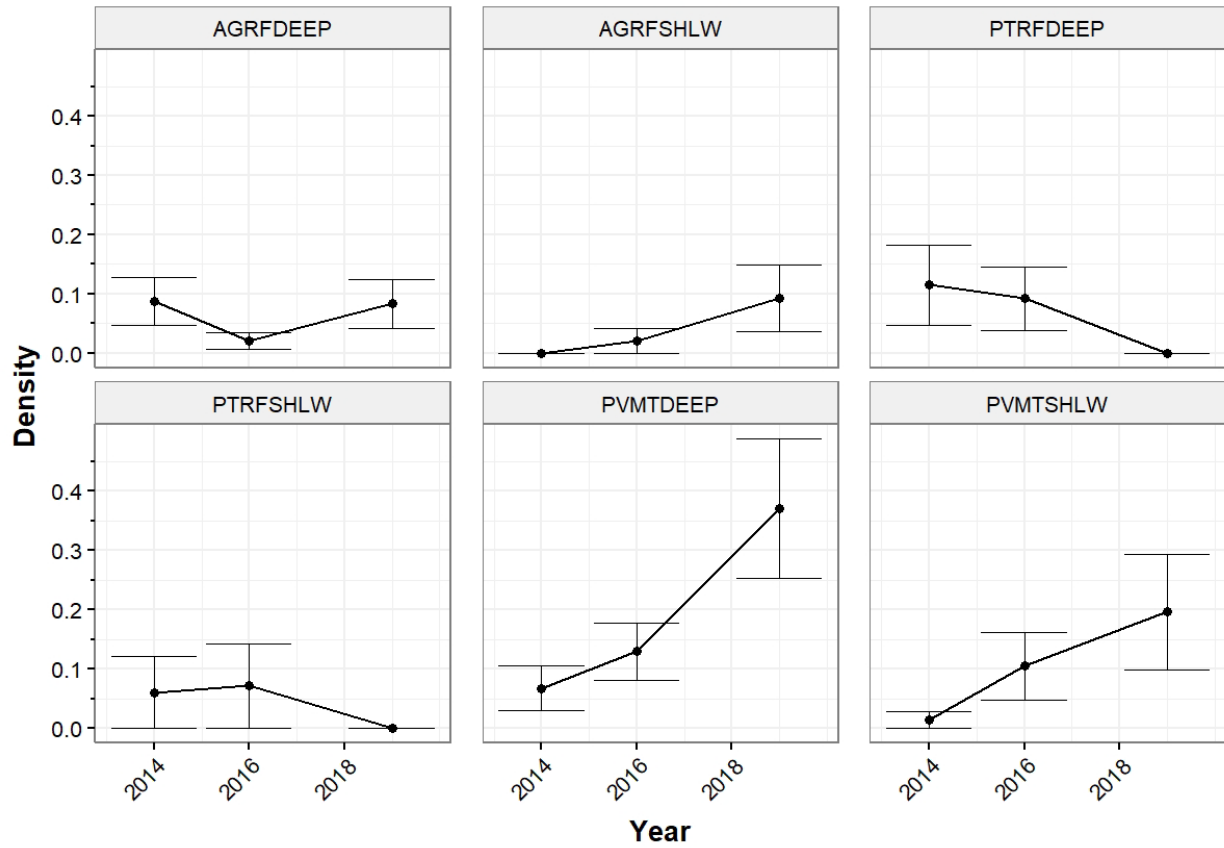 AGRFDEEP AGRFSHLW PTRFDEEP
0.4
0.3
0.2
0.1
0.0
PTRFSHLW PVMTDEEP PVMTSHLW
0.4
0.3
0.2
0.1
0.0
Density
2014 2016 2018 2014 2016 2018 2014 2016 2018
Year